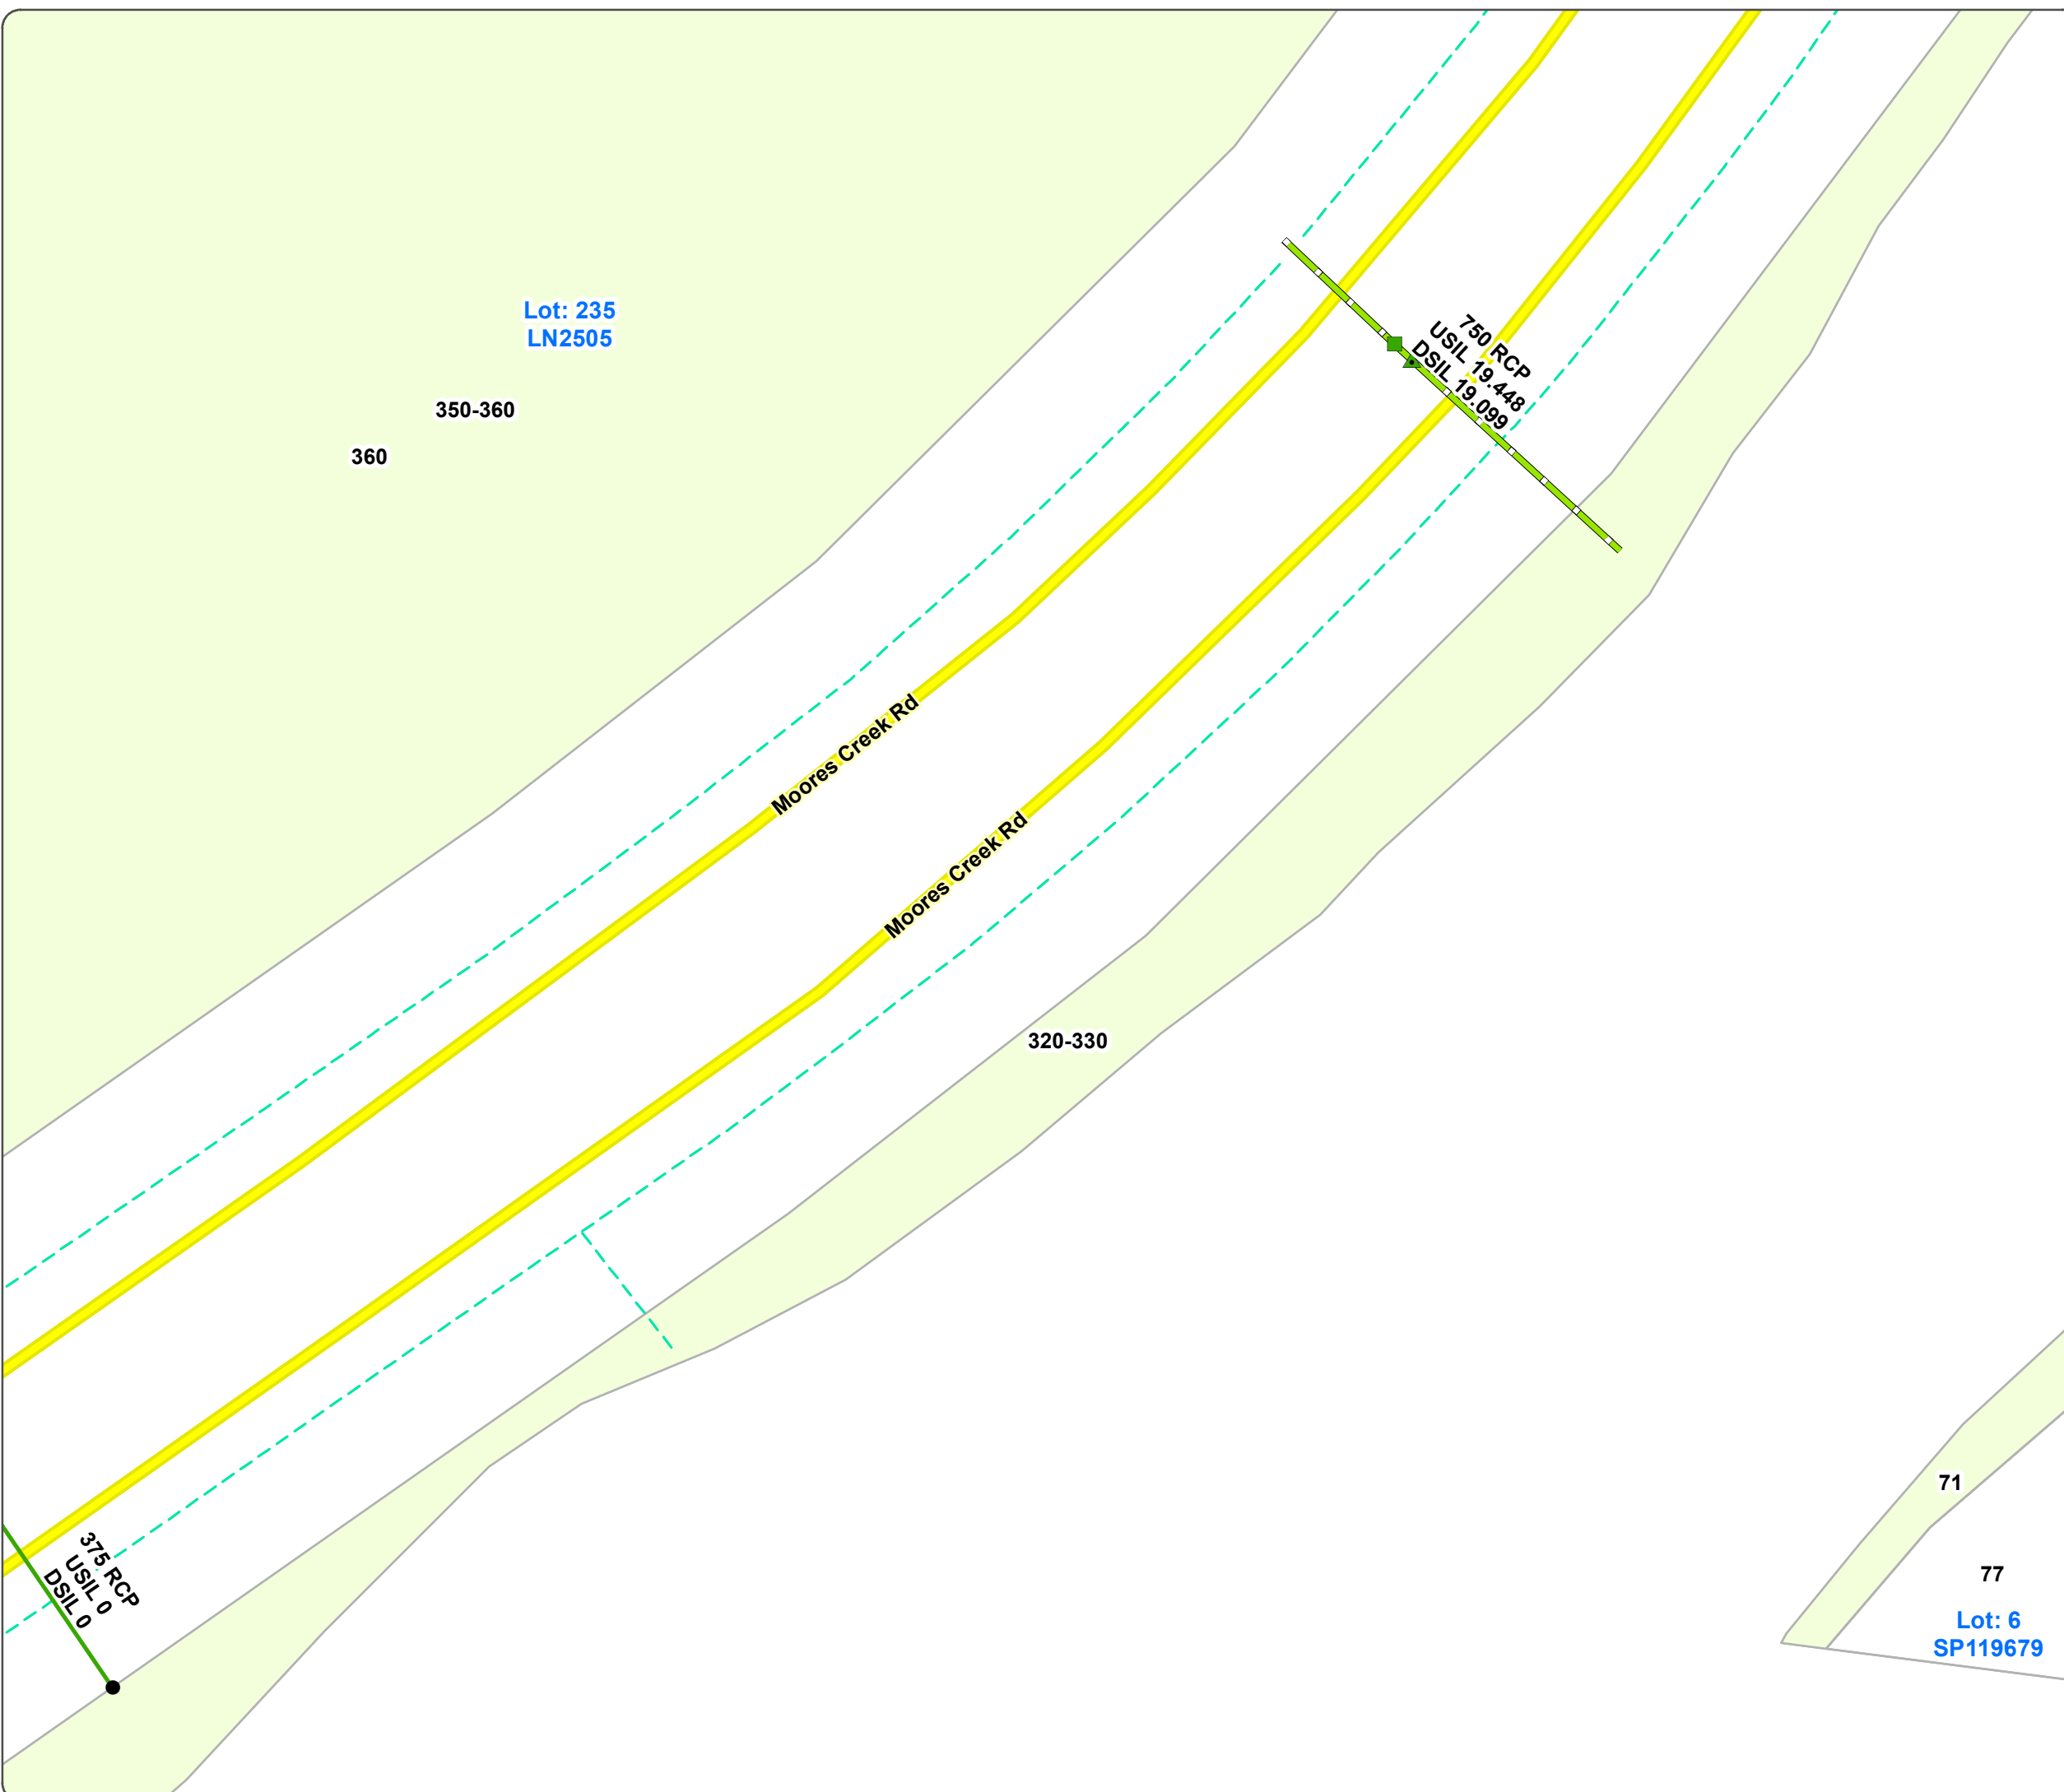 Lot: 235
LN2505
350-360
360
750 RCP
USIL 19.448
DSIL 19.099
Moores Creek Rd
Moores Creek Rd
320-330
71
375 RCP
USIL 0
DSIL 0
77
Lot: 6
SP119679